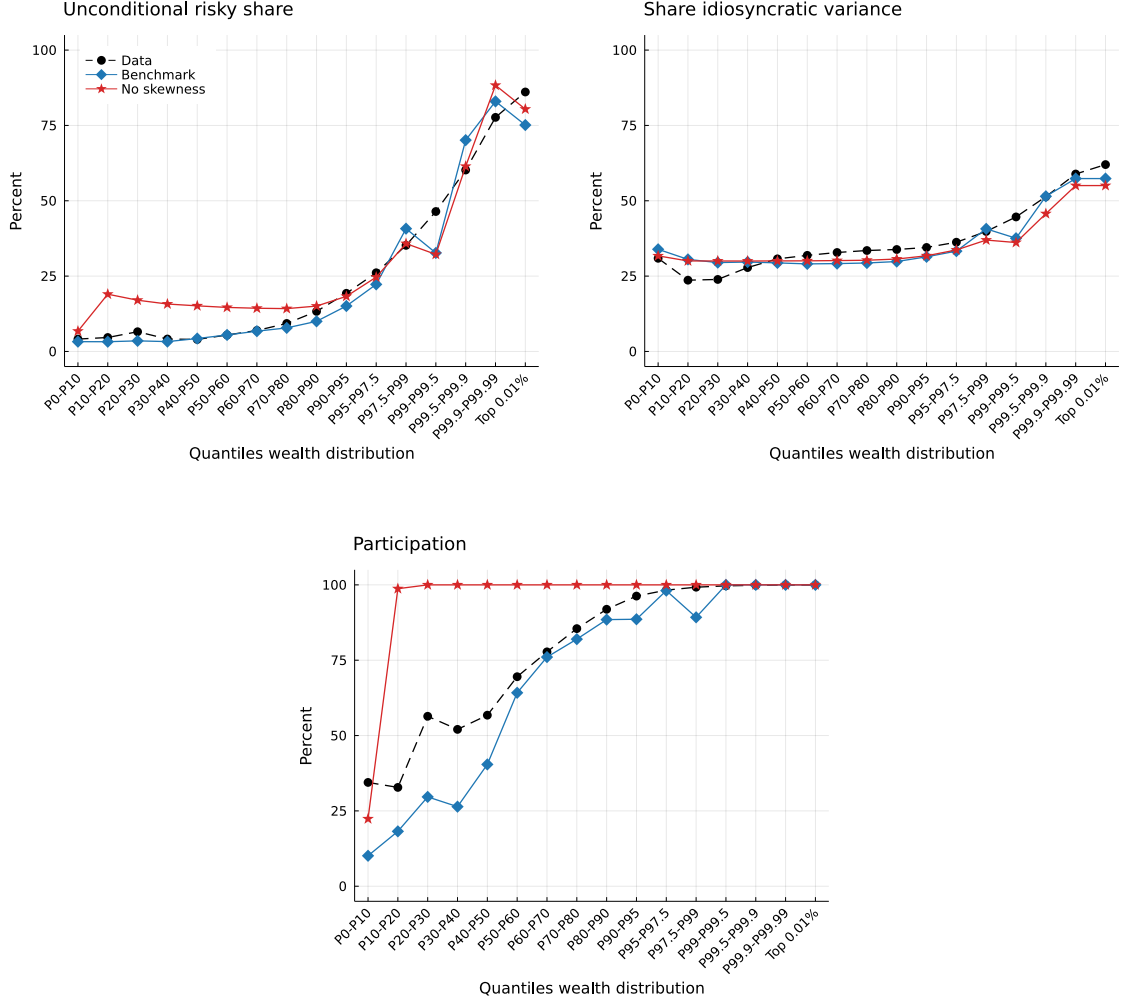 Unconditional risky share
Percent
100
75
50
25
0
Data
Benchmark
No skewness
P0-P10
P10-P20
P20-P30
P30-P40
P40-P50
P50-P60
P60-P70
P70-P80
P80-P90
P90-P95
P95-P97.5
P97.5-P99
P99-P99.5
P99.5-P99.9
P99.9-P99.99
Top 0.01%
Quantiles wealth distribution
Share idiosyncratic variance
Percent
100
75
50
25
0
P0-P10
P10-P20
P20-P30
P30-P40
P40-P50
P50-P60
P60-P70
P70-P80
P80-P90
P90-P95
P95-P97.5
P97.5-P99
P99-P99.5
P99.5-P99.9
P99.9-P99.99
Top 0.01%
Quantiles wealth distribution
Participation
Percent
100
75
50
25
0
P0-P10
P10-P20
P20-P30
P30-P40
P40-P50
P50-P60
P60-P70
P70-P80
P80-P90
P90-P95
P95-P97.5
P97.5-P99
P99-P99.5
P99.5-P99.9
P99.9-P99.99
Top 0.01%
Quantiles wealth distribution